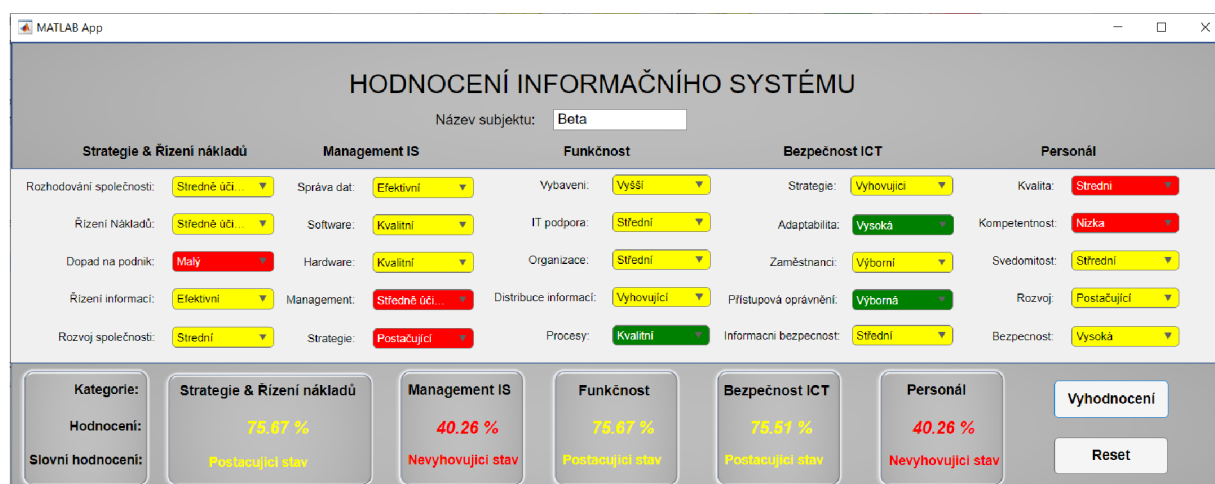 MATLAB App
HODNOCENÍ INFORMAČNÍHO SYSTÉMU
Název subjektu: Beta
Strategie & Řízení nákladů Management IS Funkčnost Bezpečnost ICT Personál
Rozhodování společnosti: Středně úči... Správa dat: Efektivní Vybavení: Vyšší Strategie: Vyhovujici Kvalita: Stredni
Řízení Nákladů: Středně úči... Software: Kvalitní IT podpora: Střední Adaptabilita: Vysoká Kompetentnost: Nizka
Dopad na podnik: Malý Hardware: Kvalitní Organizace: Střední Zaměstnanci: Výborní Svedomitost: Střrední
Řízení informací: Efektivní Management: Středně úči... Distribuce informací: Vyhovující Přístupová oprávnění: Výborná Rozvoj: Postačující
Rozvoj společnosti: Strední Strategie: Postačující Procesy: Kvalitní Informacni bezpecnost: Střední Bezpecnost: Vysoká
Kategorie: Strategie & Řízení nákladů Management IS Funkčnost Bezpečnost ICT Personál Vyhodnocení
Hodnocení: 75.67 % 40.26 % 75.67 % 75.51 % 40.26 %
Slovní hodnocení: Postacujici stav Nevyhovujici stav Postacujici stav Postacujici stav Nevyhovujici stav Reset